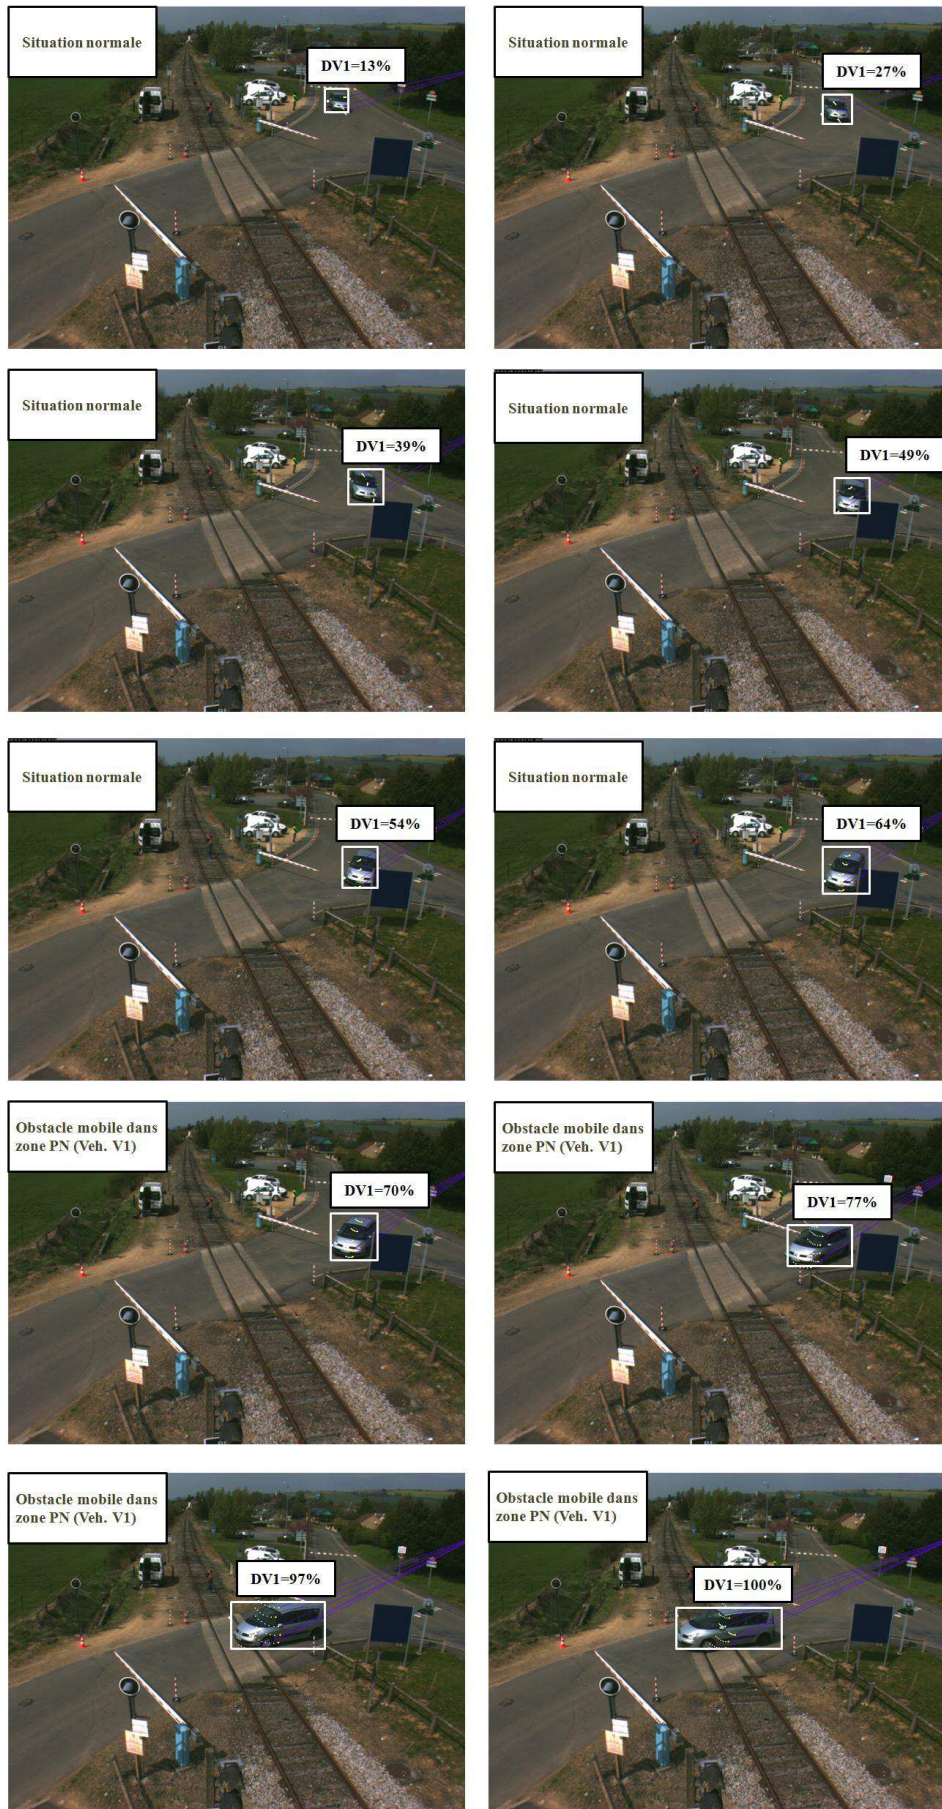 Situation normale
DV1=13%
Situation normale
DV1=27%
Situation normale
DV1=39%
Situation normale
DV1=49%
Situation normale
DV1=54%
Situation normale
DV1=64%
Obstacle mobile dans
zone PN (Veh. V1)
DV1=70%
Obstacle mobile dans
zone PN (Veh. V1)
DV1=77%
Obstacle mobile dans
zone PN (Veh. V1)
DV1=97%
Obstacle mobile dans
zone PN (Veh. V1)
DV1=100%